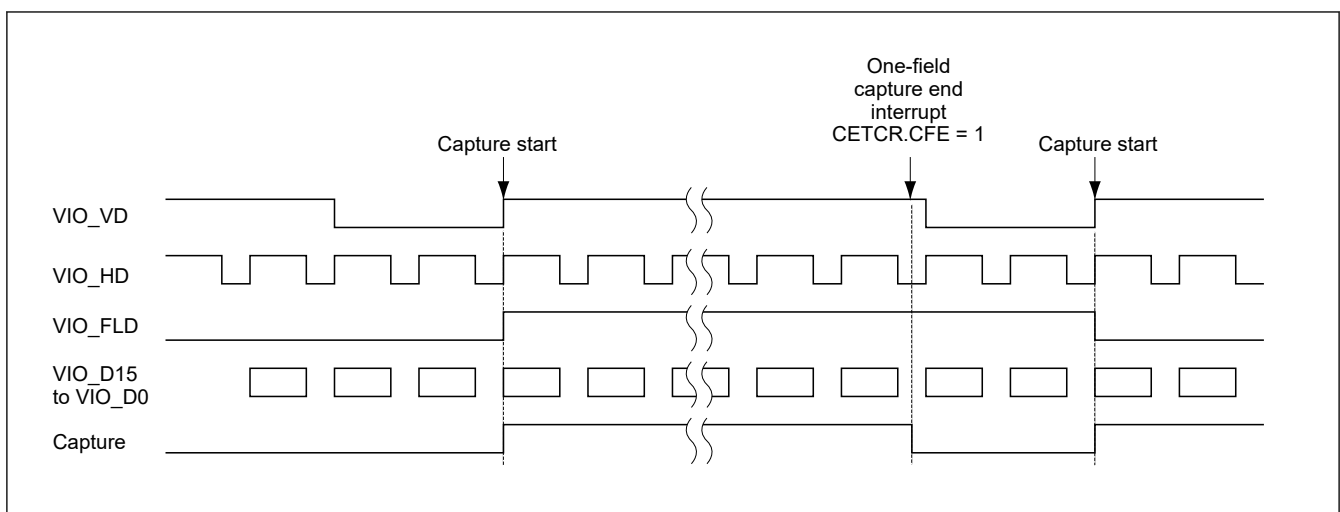 One-field
capture end
interrupt
CETCR.CFE = 1
Capture start
Capture start
VIO_VD
VIO_HD
VIO_FLD
VIO_D15
to VIO_D0
Capture